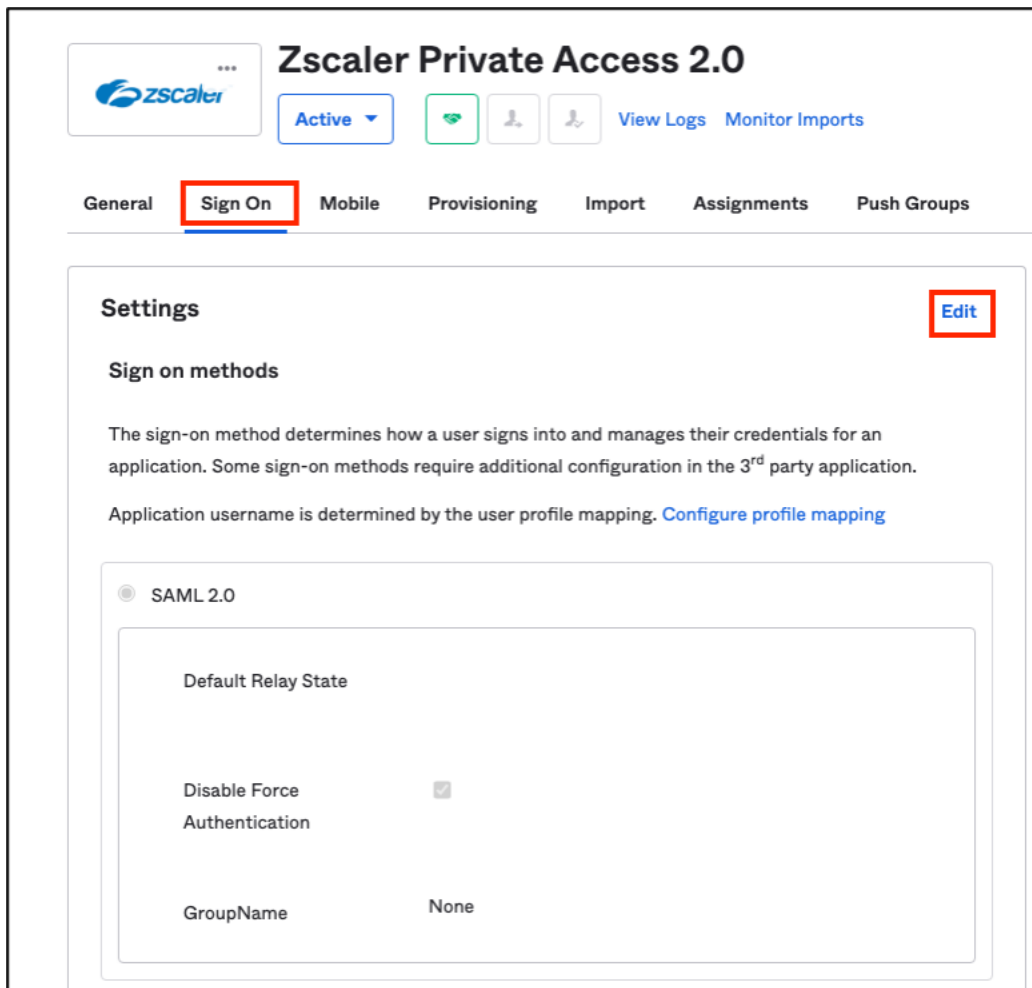 Zscaler Private Access 2.0
zscaler
Active
View Logs
Monitor Imports
General
Sign On
Mobile
Provisioning
Import
Assignments
Push Groups
Settings
Edit
Sign on methods
The sign-on method determines how a user signs into and manages their credentials for an
application. Some sign-on methods require additional configuration in the 3rd party application.
Application username is determined by the user profile mapping. Configure profile mapping
SAML 2.0
Default Relay State
Disable Force
Authentication
GroupName
None